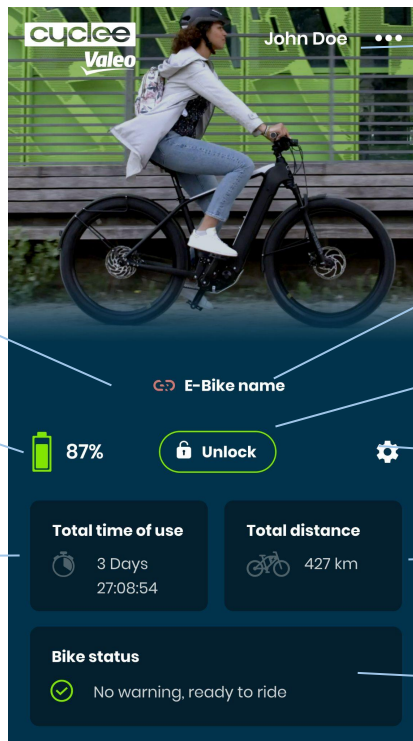 cyclee
Valeo
John Doe
E-Bike name
87%
Unlock
Total time of use
3 Days
27:08:54
Total distance
427 km
Bike status
No warning, ready to ride